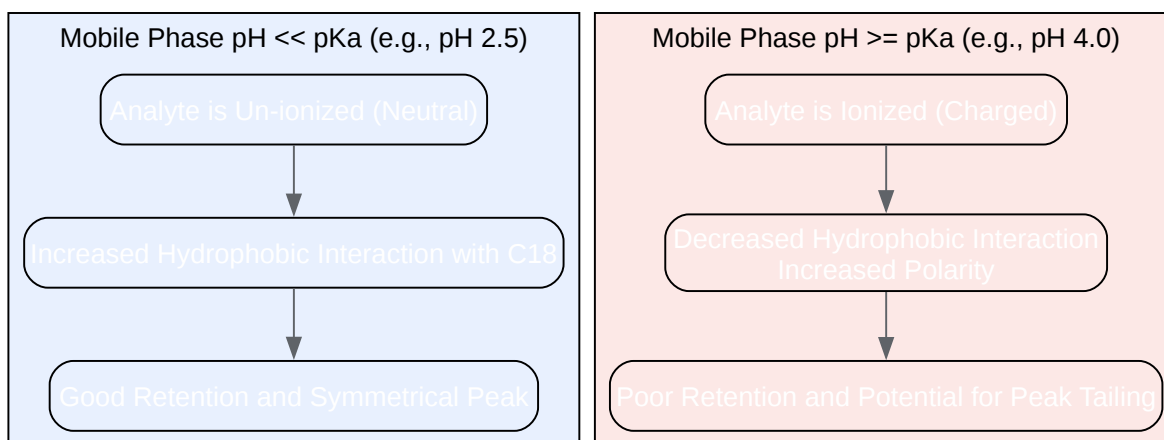 Mobile Phase pH << pKa (e.g., pH 2.5)
Analyte is Un-ionized (Neutral)
Increased Hydrophobic Interaction with C18
Good Retention and Symmetrical Peak
Mobile Phase pH >= pKa (e.g., pH 4.0)
Analyte is Ionized (Charged)
Decreased Hydrophobic Interaction
Increased Polarity
Poor Retention and Potential for Peak Tailing